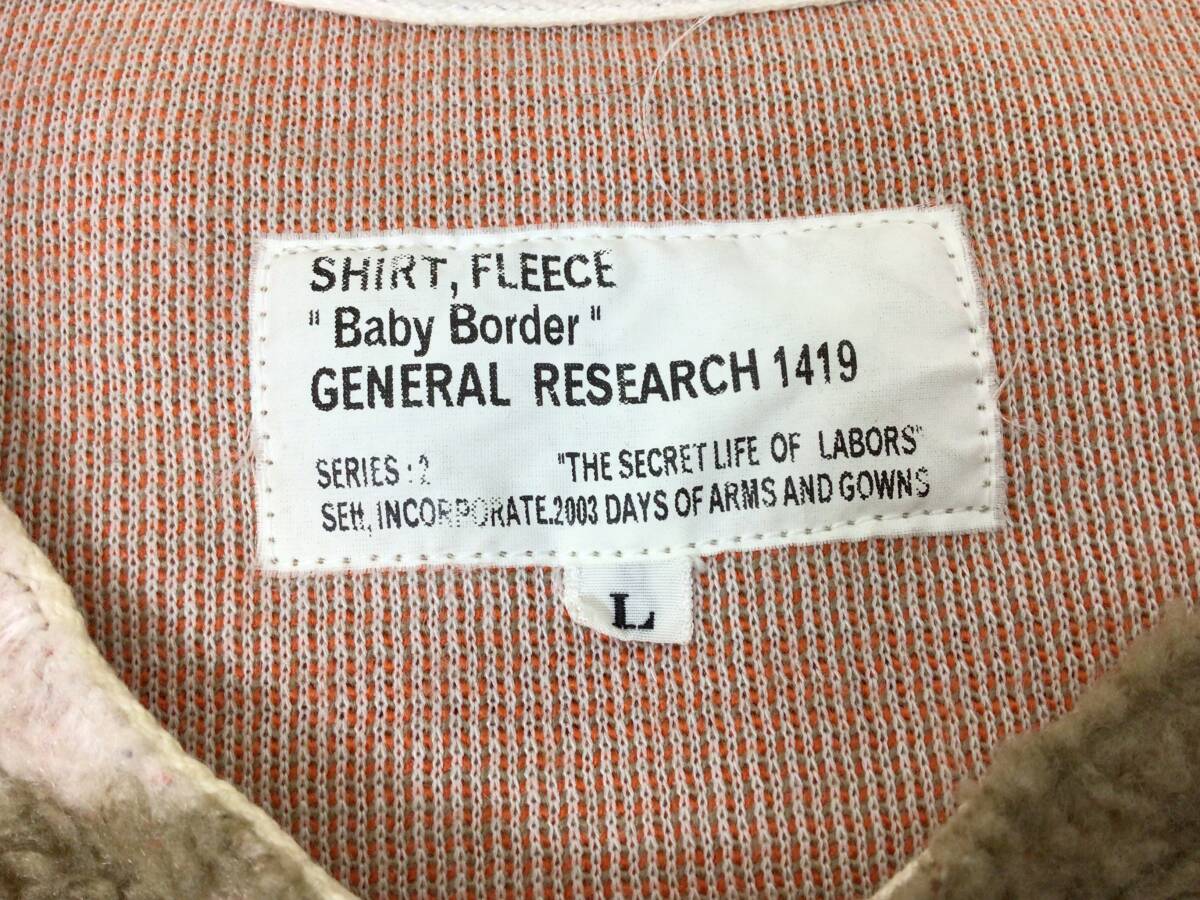 SHIRT, FLEECE
" Baby Border "
GENERAL RESEARCH 1419
SERIES : 2 "THE SECRET LIFE OF LABORS"
SEtt, INCORPORATE.2003 DAYS OF ARMS AND GOWNS
L